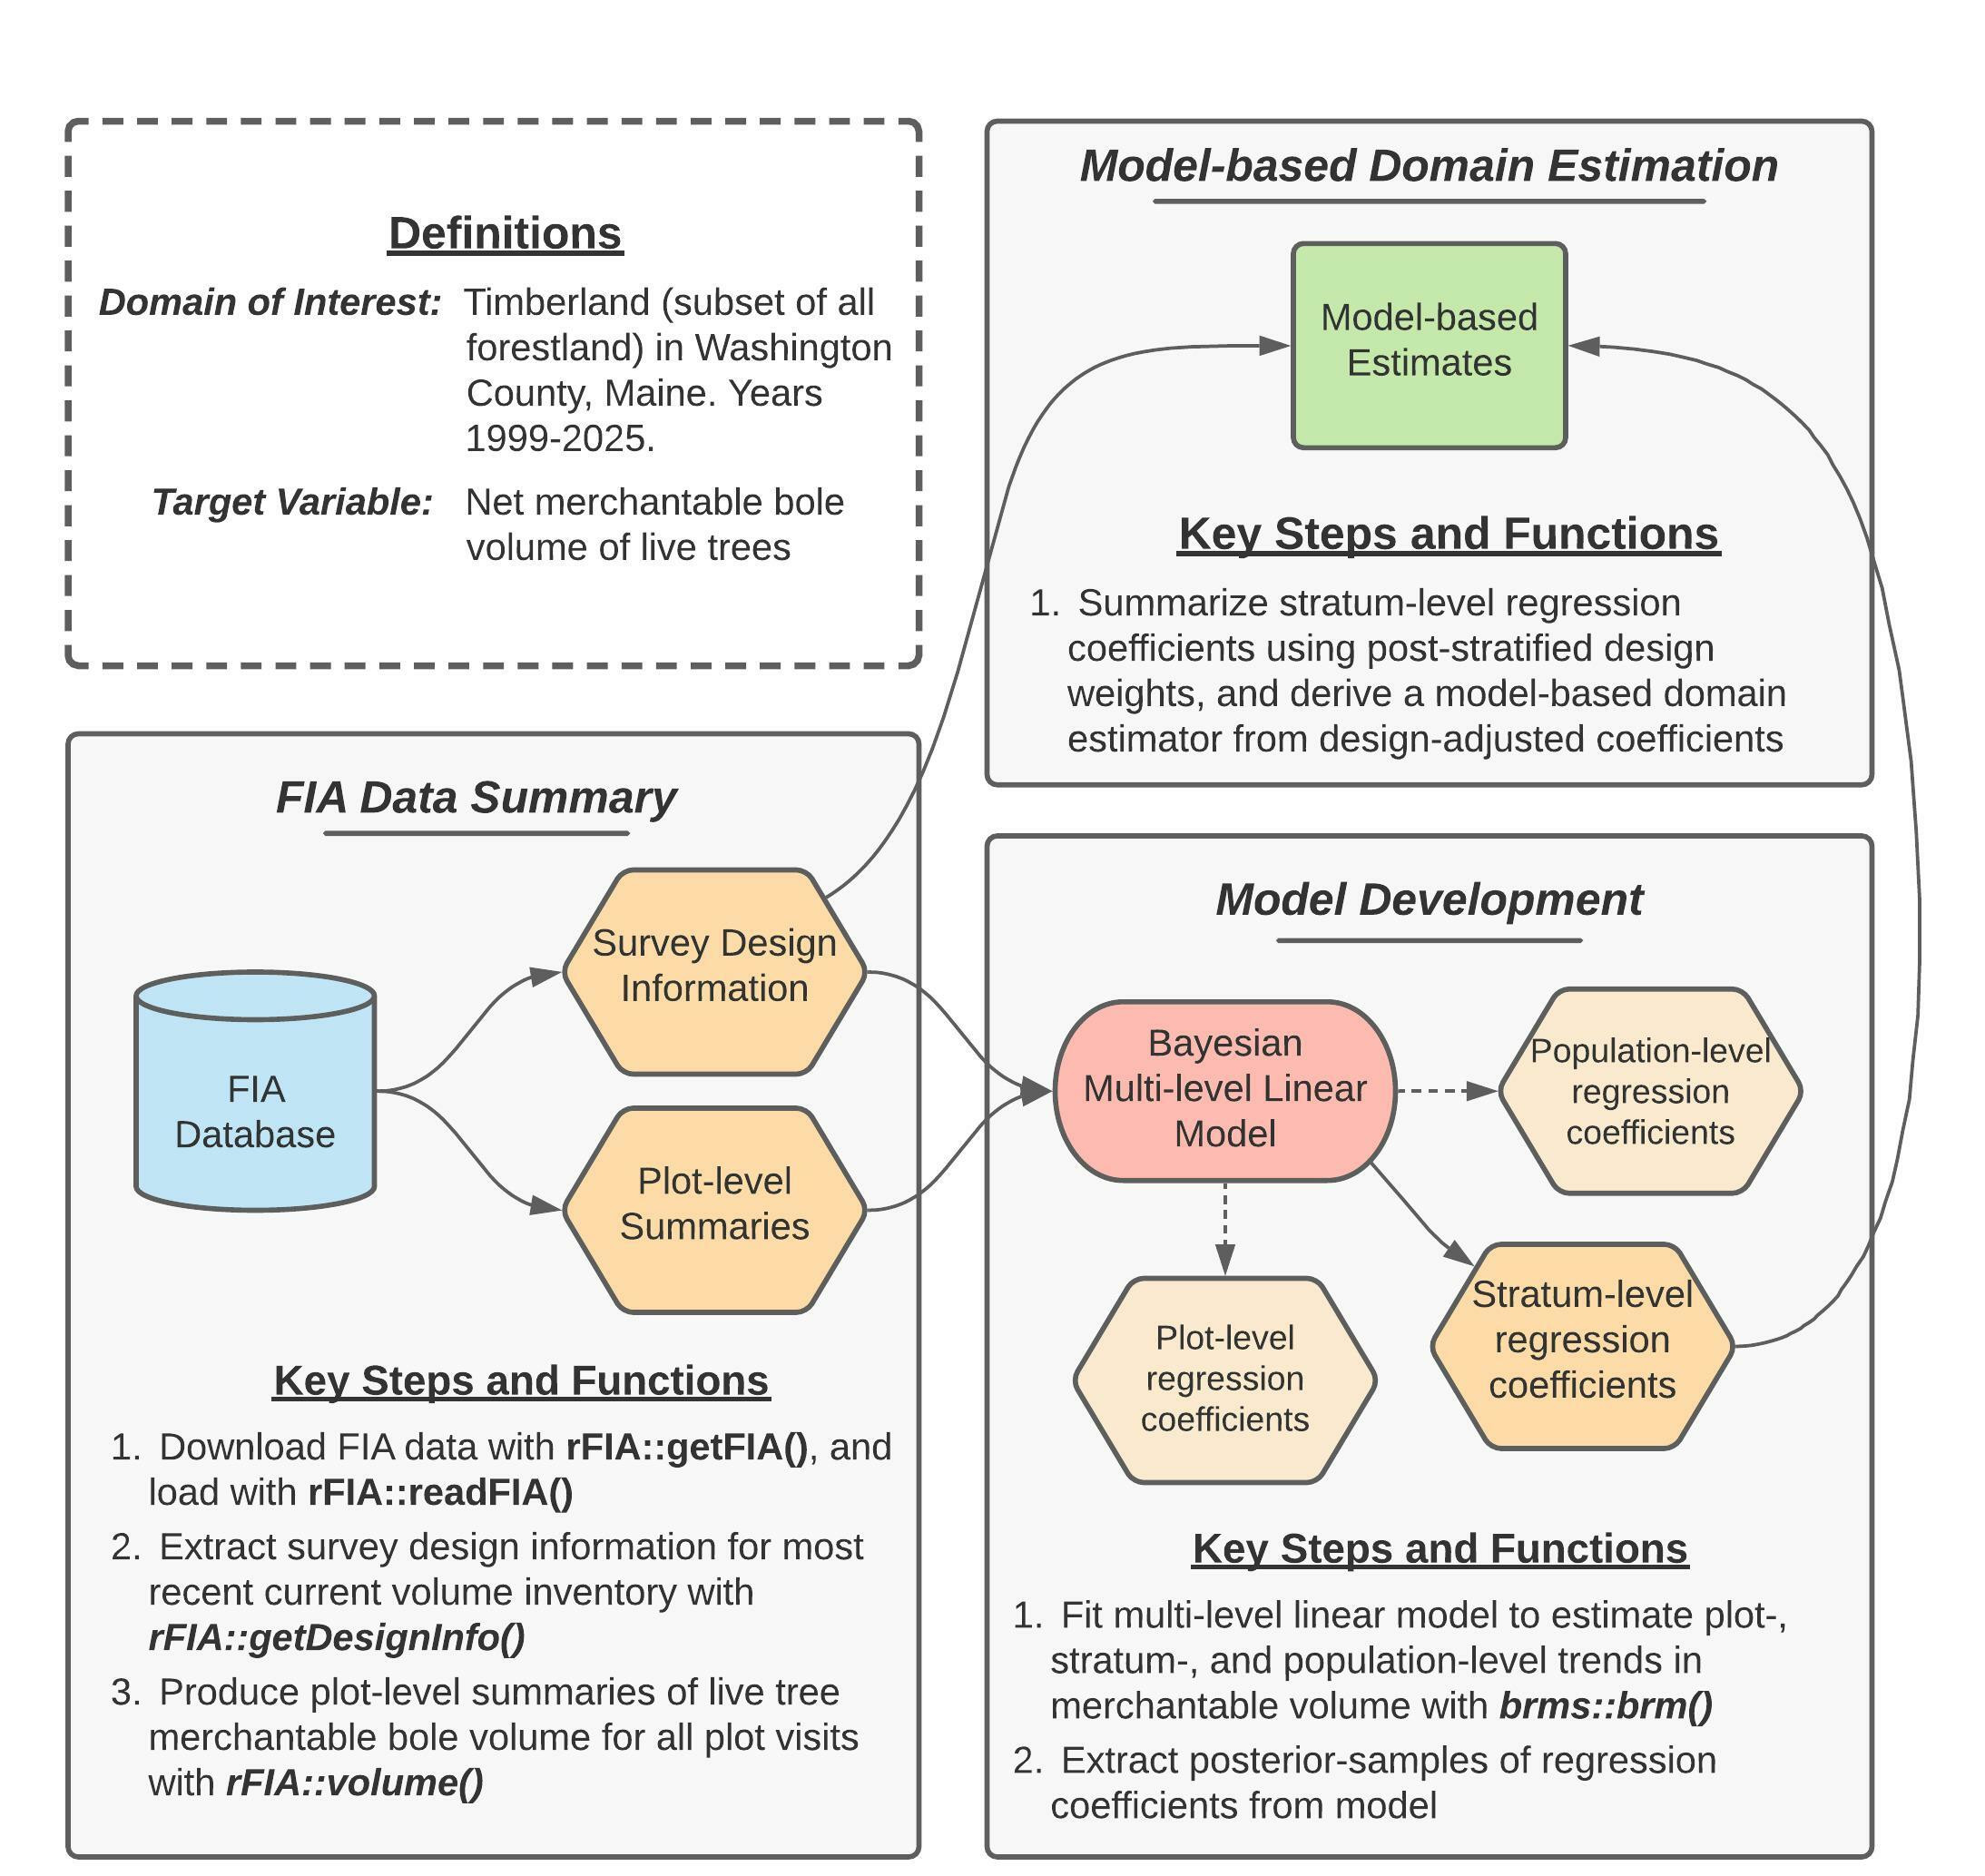 Definitions
Domain of Interest: Timberland (subset of all
forestland) in Washington
County, Maine. Years
1999-2025.
Target Variable: Net merchantable bole
volume of live trees
Model-based Domain Estimation
Model-based
Estimates
Key Steps and Functions
1. Summarize stratum-level regression
coefficients using post-stratified design
weights, and derive a model-based domain
estimator from design-adjusted coefficients
FIA Data Summary
Survey Design
Information
FIA
Database
Plot-level
Summaries
Key Steps and Functions
1. Download FIA data with rFIA::getFIA(), and
load with rFIA::readFIA()
2. Extract survey design information for most
recent current volume inventory with
rFIA::getDesignInfo()
3. Produce plot-level summaries of live tree
merchantable bole volume for all plot visits
with rFIA::volume()
Model Development
Bayesian
Multi-level Linear
Model
Population-level
regression
coefficients
Plot-level
regression
coefficients
Stratum-level
regression
coefficients
Key Steps and Functions
1. Fit multi-level linear model to estimate plot-,
stratum-, and population-level trends in
merchantable volume with brms::brm()
2. Extract posterior-samples of regression
coefficients from model